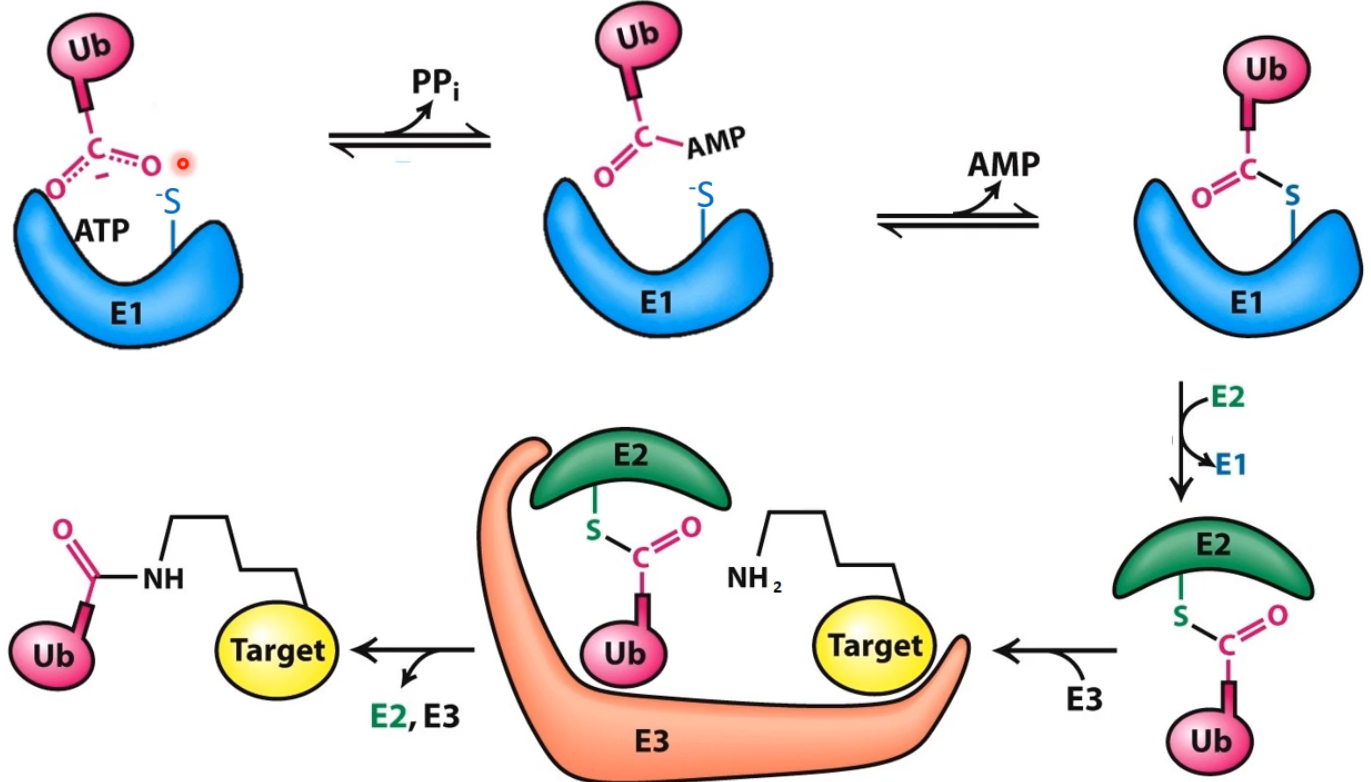 Ub
C
O
O
-
-S
ATP
E1
PPi
Ub
C
O
AMP
-S
E1
AMP
Ub
C
O
S
E1
E2
E1
E2
S
C
O
Ub
E3
E2
S
C
O
Ub
NH2
Target
E3
E2, E3
O
NH
Ub
Target